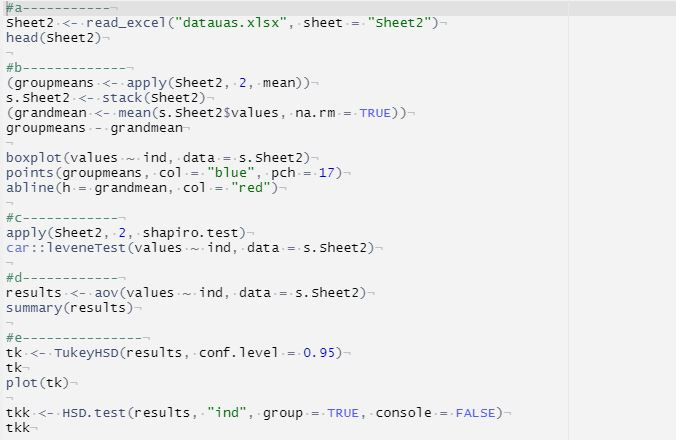 #a-----------
Sheet2 <- read_excel("datauas.xlsx", sheet = "Sheet2")
head(Sheet2)
#b-------------
(groupmeans <- apply(Sheet2, 2, mean))
s.Sheet2 <- stack(Sheet2)
(grandmean <- mean(s.Sheet2$values, na.rm = TRUE))
groupmeans - grandmean
boxplot(values ~ ind, data = s.Sheet2)
points(groupmeans, col = "blue", pch = 17)
abline(h = grandmean, col = "red")
#c------------
apply(Sheet2, 2, shapiro.test)
car::leveneTest(values ~ ind, data = s.Sheet2)
#d------------
results <- aov(values ~ ind, data = s.Sheet2)
summary(results)
#e---------------
tk <- TukeyHSD(results, conf.level = 0.95)
tk
plot(tk)
tkk <- HSD.test(results, "ind", group = TRUE, console = FALSE)
tkk